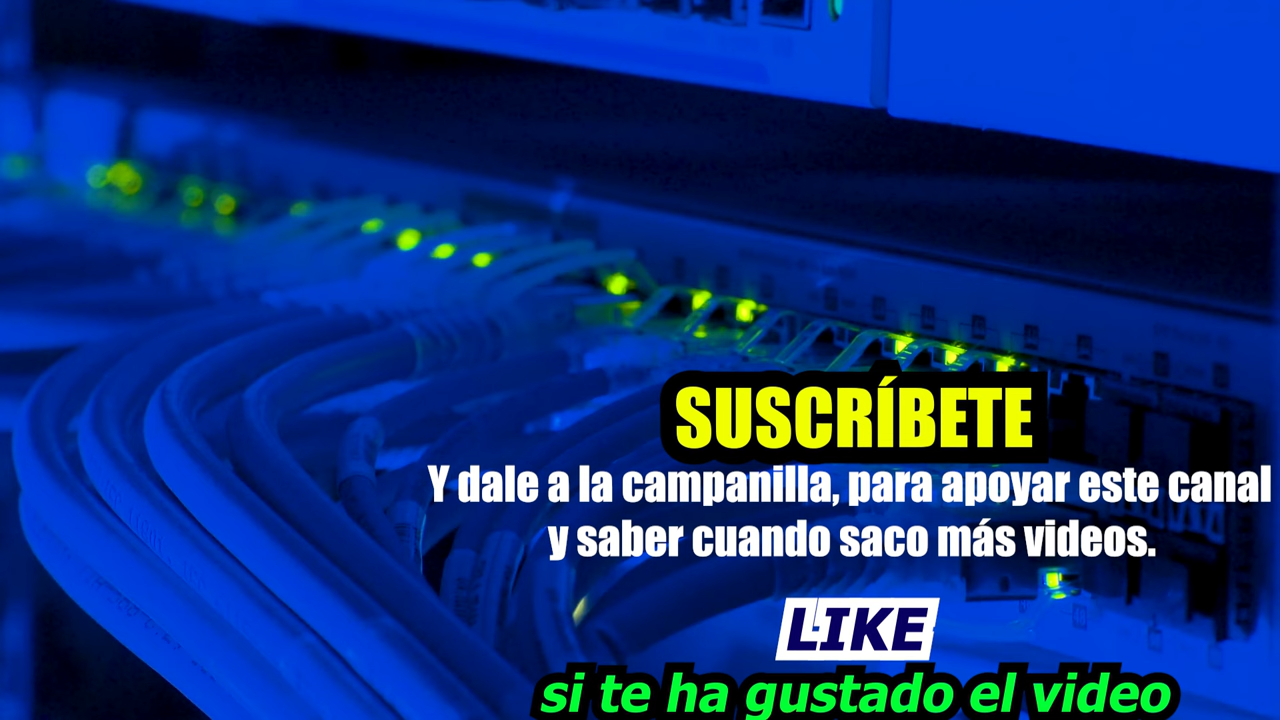 SUSCRÍBETE
Y dale a la campanilla, para apoyar este canal
y saber cuando saco más videos.
LIKE
si te ha gustado el video